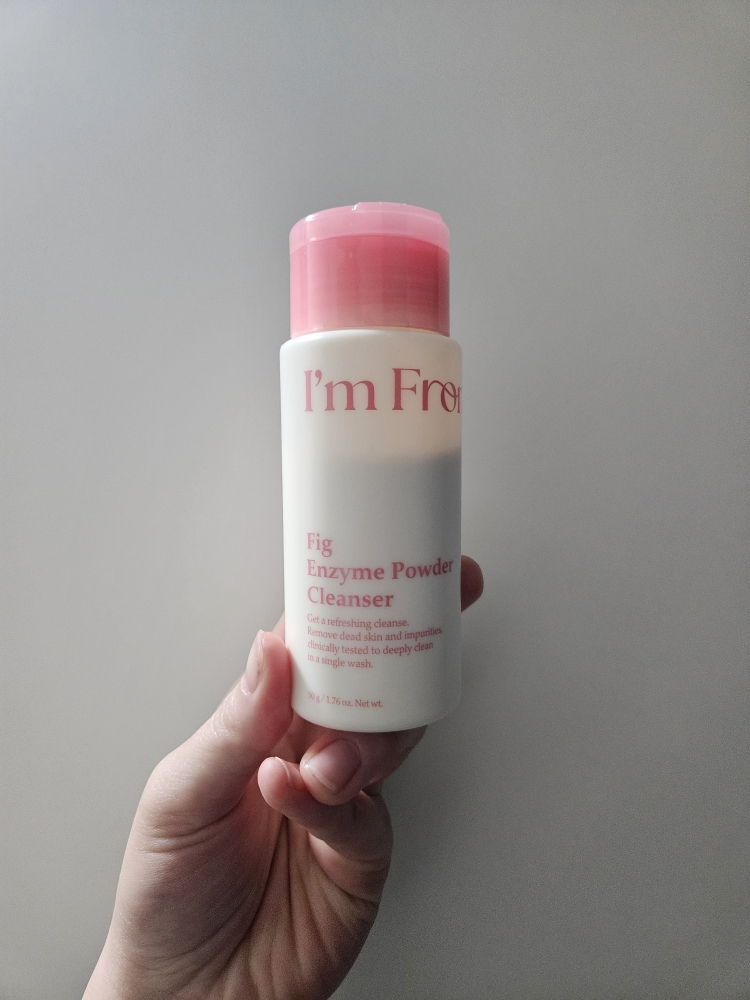 I'm Fro
Fig
Enzyme Powder
Cleanser
Get a refreshing cleanse.
Remove dead skin and impurities,
clinically tested to deeply clean
in a single wash.
50 g / 1.76 oz. Net wt.